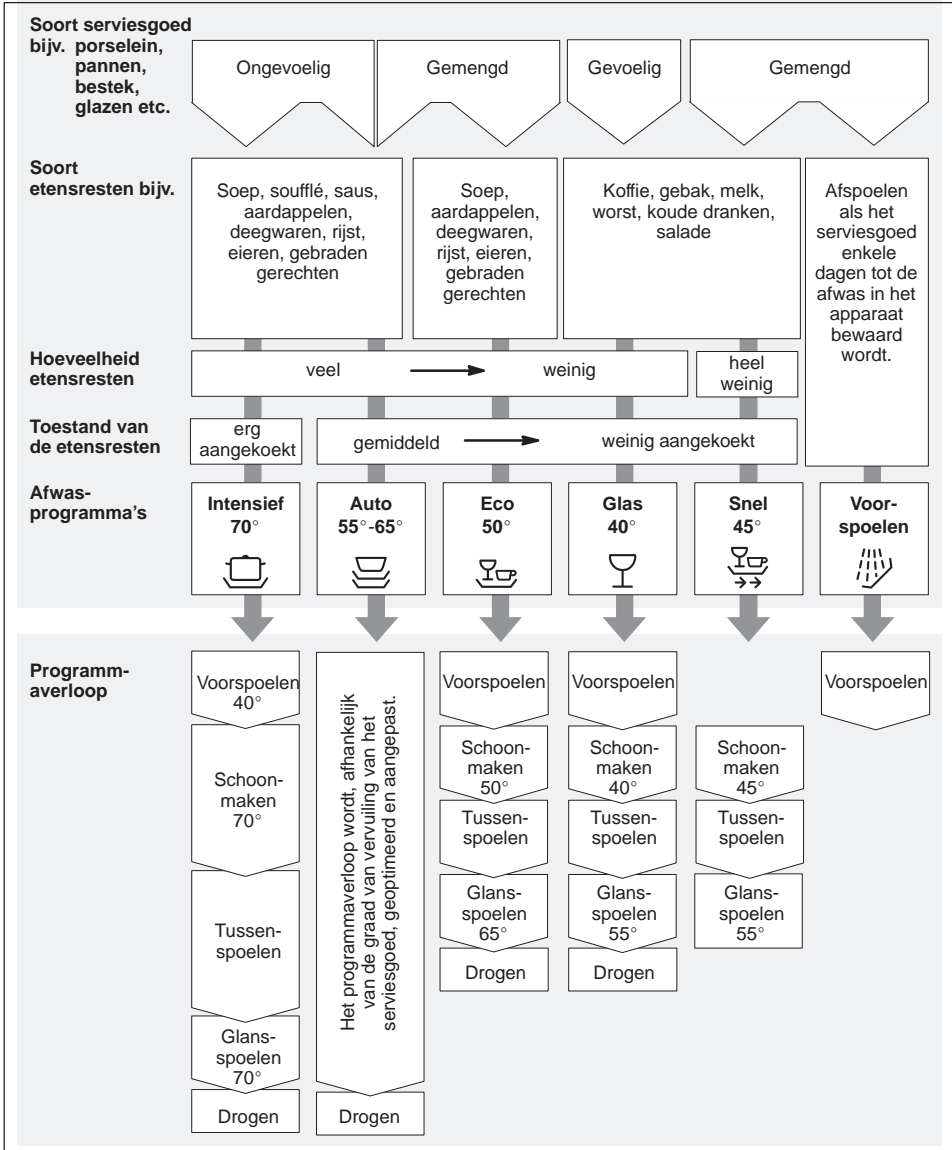 Soort serviesgoed
bijv. porselein,
pannen,
bestek,
glazen etc.
Ongevoelig
Gemengd
Gevoelig
Gemengd
Soort
etensresten bijv.
Soep, soufflé, saus,
aardappelen,
deegwaren, rijst,
eieren, gebraden
gerechten
Soep,
aardappelen,
deegwaren,
rijst, eieren,
gebraden
gerechten
Koffie, gebak, melk,
worst, koude dranken,
salade
Afspoelen
als het
serviesgoed
enkele
dagen tot de
afwas in het
apparaat
bewaard
wordt.
Hoeveelheid
etensresten
veel
weinig
heel
weinig
Toestand van
de etensresten
erg
aangekoekt
gemiddeld
weinig aangekoekt
Afwas-
programma's
Intensief
70°
Auto
55°-65°
Eco
50°
Glas
40°
Snel
45°
Voor-
spoelen
Programm-
averloop
Voorspoelen
40°
Schoon-
maken
70°
Tussen-
spoelen
Glans-
spoelen
70°
Drogen
Het programmaverloop wordt, afhankelijk
van de graad van vervuiling van het
serviesgoed, geoptimeerd en aangepast.
Drogen
Voorspoelen
Schoon-
maken
50°
Tussen-
spoelen
Glans-
spoelen
65°
Drogen
Voorspoelen
Schoon-
maken
40°
Tussen-
spoelen
Glans-
spoelen
55°
Drogen
Schoon-
maken
45°
Tussen-
spoelen
Glans-
spoelen
55°
Voorspoelen